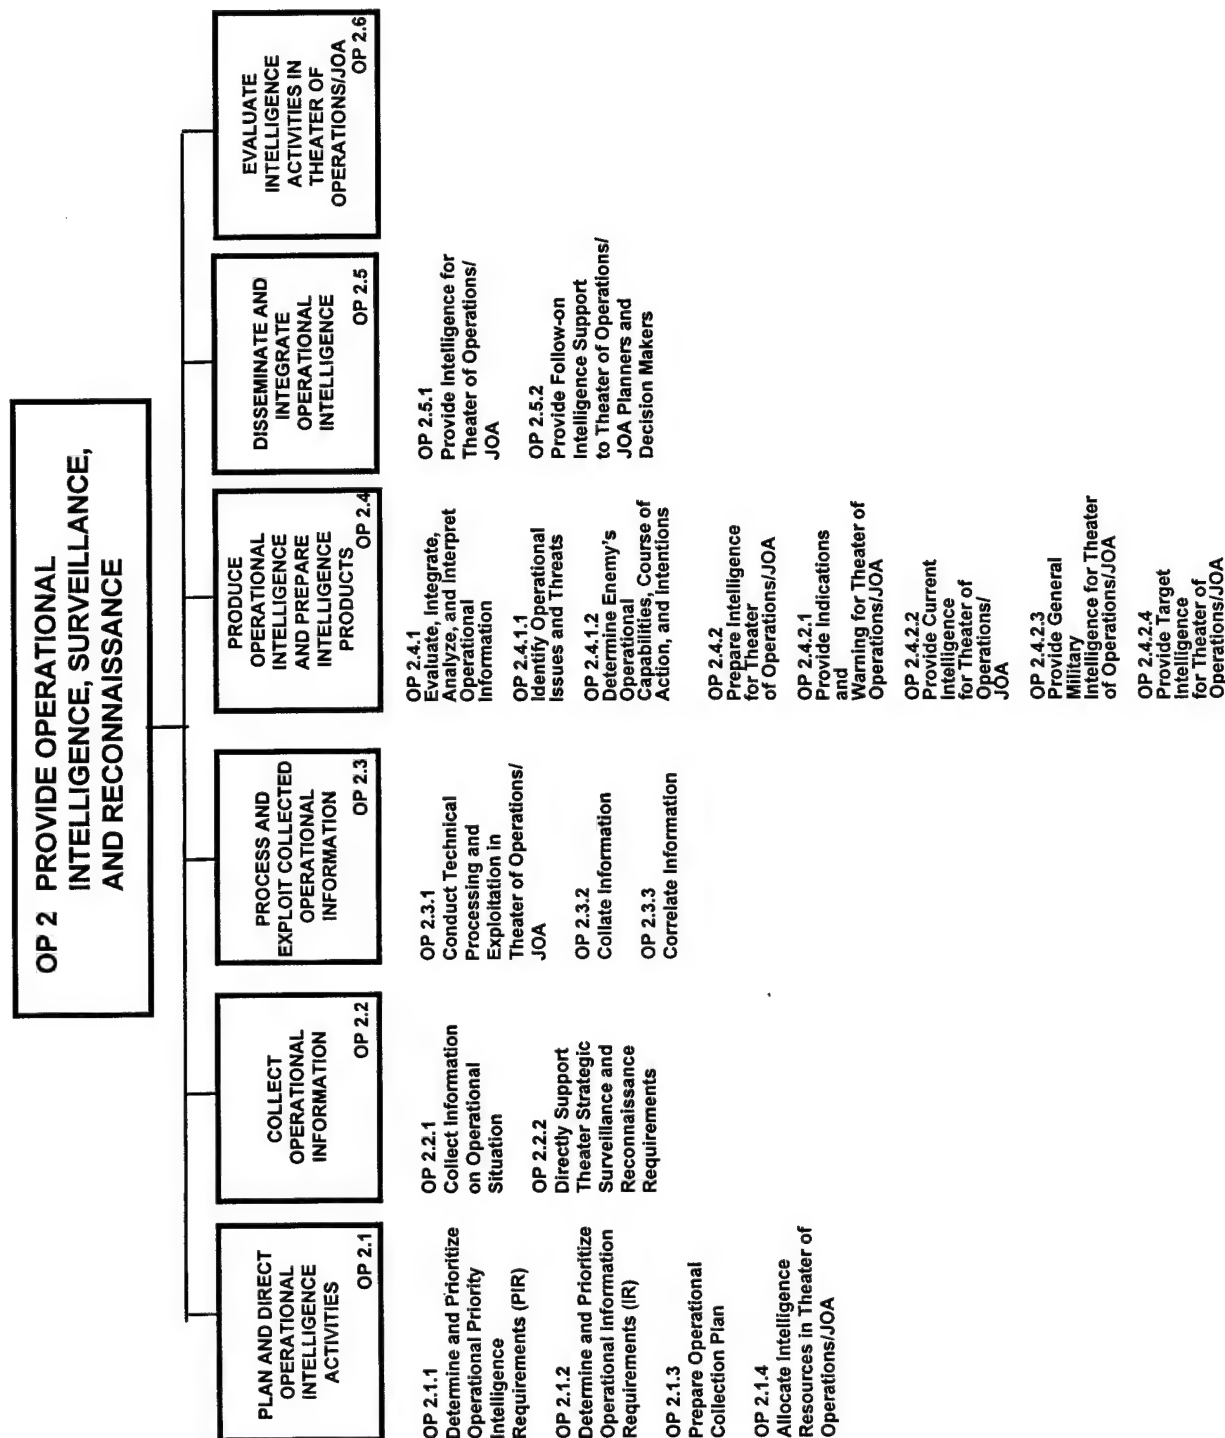 OP 2 PROVIDE OPERATIONAL
INTELLIGENCE, SURVEILLANCE,
AND RECONNAISSANCE
PLAN AND DIRECT
OPERATIONAL
INTELLIGENCE
ACTIVITIES
OP 2.1
OP 2.1.1
Determine and Prioritize
Operational Priority
Intelligence
Requirements (PIR)
OP 2.1.2
Determine and Prioritize
Operational Information
Requirements (IR)
OP 2.1.3
Prepare Operational
Collection Plan
OP 2.1.4
Allocate Intelligence
Resources in Theater of
Operations/JOA
COLLECT
OPERATIONAL
INFORMATION
OP 2.2
OP 2.2.1
Collect Information
on Operational
Situation
OP 2.2.2
Directly Support
Theater Strategic
Surveillance and
Reconnaissance
Requirements
PROCESS AND
EXPLOIT COLLECTED
OPERATIONAL
INFORMATION
OP 2.3
OP 2.3.1
Conduct Technical
Processing and
Exploitation in
Theater of Operations/
JOA
OP 2.3.2
Collate Information
OP 2.3.3
Correlate Information
PRODUCE
OPERATIONAL
INTELLIGENCE
AND PREPARE
INTELLIGENCE
PRODUCTS
OP 2.4
OP 2.4.1
Evaluate, Integrate,
Analyze, and Interpret
Operational
Information
OP 2.4.1.1
Identify Operational
Issues and Threats
OP 2.4.1.2
Determine Enemy's
Operational
Capabilities, Course of
Action, and Intentions
OP 2.4.2
Prepare Intelligence
for Theater
of Operations/JOA
OP 2.4.2.1
Provide Indications
and
Warning for Theater of
Operations/JOA
OP 2.4.2.2
Provide Current
Intelligence
for Theater of
Operations/
JOA
OP 2.4.2.3
Provide General
Military
Intelligence for Theater
of Operations/JOA
OP 2.4.2.4
Provide Target
Intelligence
for Theater of
Operations/JOA
DISSEMINATE AND
INTEGRATE
OPERATIONAL
INTELLIGENCE
OP 2.5
OP 2.5.1
Provide Intelligence for
Theater of Operations/
JOA
OP 2.5.2
Provide Follow-on
Intelligence Support
to Theater of Operations/
JOA Planners and
Decision Makers
EVALUATE
INTELLIGENCE
ACTIVITIES IN
THEATER OF
OPERATIONS/JOA
OP 2.6